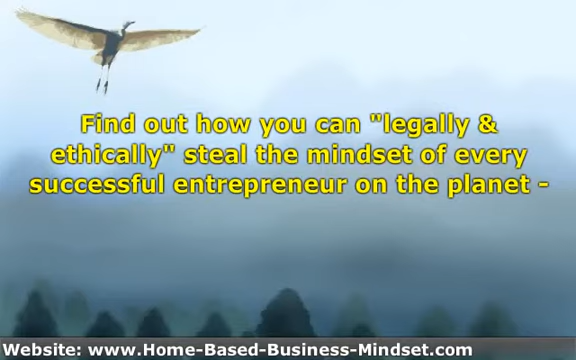 Find out how you can "legally &
ethically" steal the mindset of every
successful entrepreneur on the planet -
Website: www.Home-Based-Business-Mindset.com